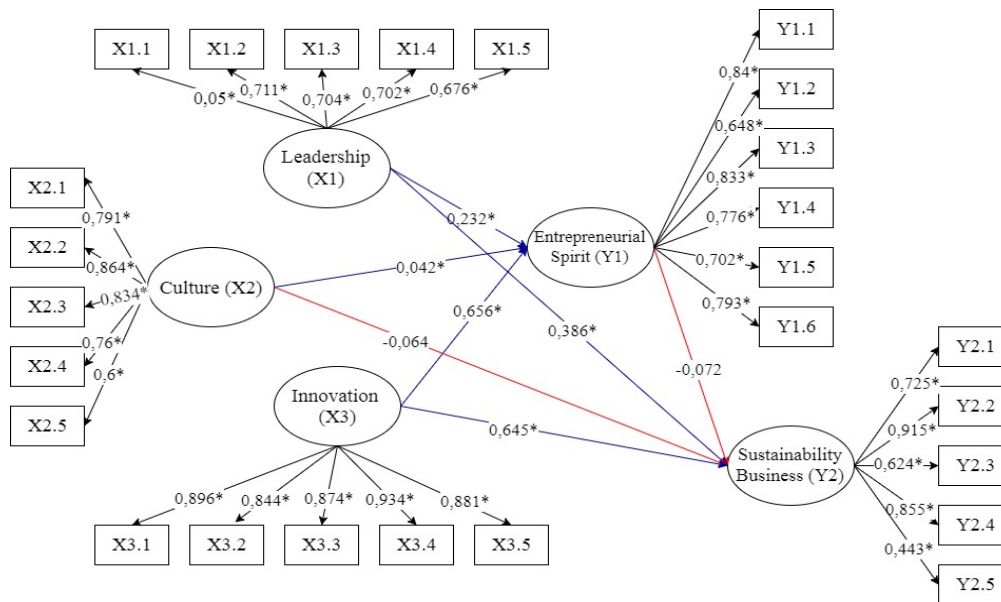 X1.1
X1.2
X1.3
X1.4
X1.5
0,05*
0,711*
0,704*
0,702*
0,676*
Leadership
(X1)
X2.1
X2.2
X2.3
X2.4
X2.5
0,791*
0,864*
0,834*
0,76*
0,6*
Culture (X2)
Innovation
(X3)
0,896*
0,844*
0,874*
0,934*
0,881*
X3.1
X3.2
X3.3
X3.4
X3.5
0,232*
0,042*
0,656*
0,386*
-0,064
0,645*
-0,072
Entrepreneurial
Spirit (Y1)
0,84*
0,648*
0,833*
0,776*
0,702*
0,793*
Y1.1
Y1.2
Y1.3
Y1.4
Y1.5
Y1.6
Sustainability
Business (Y2)
0,725*
0,915*
0,624*
0,855*
0,443*
Y2.1
Y2.2
Y2.3
Y2.4
Y2.5